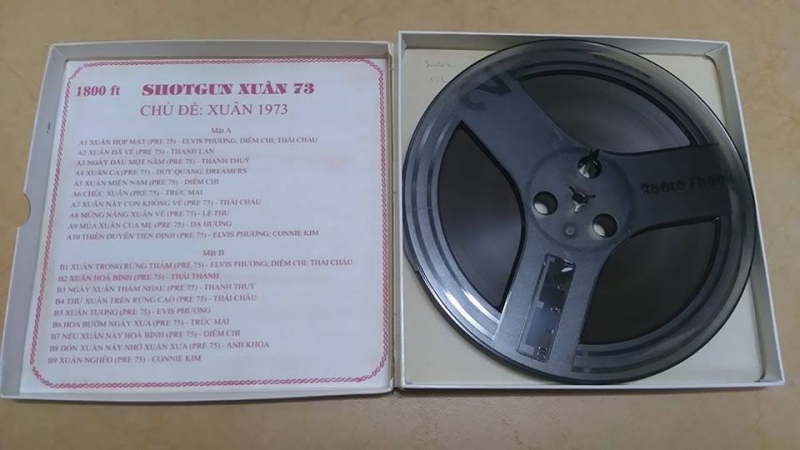 1800 ft SHOTGUN XUÂN 73
CHỦ ĐỀ: XUÂN 1973
Mặt A
A1 XUÂN HỌP MẶT (PRE 75) - ELVIS PHƯƠNG; DIỄM CHI; THÁI CHÂU
A2 XUÂN ĐÃ VỀ (PRE 75) - THANH LAN
A3 NGÀY ĐẦU MỘT NĂM (PRE 75) - THANH THUÝ
A4 XUÂN CA (PRE 75) - DUY QUANG; DREAMERS
A5 XUÂN MIỀN NAM (PRE 75) - DIỄM CHI
A6 CHÚC XUÂN (PRE 75) - TRÚC MAI
A7 XUÂN NÀY CON KHÔNG VỀ (PRE 75) - THÁI CHÂU
A8 MỪNG NÀNG XUÂN VỀ (PRE 75) - LỆ THU
A9 MÙA XUÂN CỦA MẸ (PRE 75) - DẠ HƯƠNG
A10 THIÊN DUYÊN TIỀN ĐỊNH (PRE 75) - ELVIS PHƯƠNG; CONNIE KIM
Mặt B
B1 XUÂN TRONG RỪNG THẲM (PRE 75) - ELVIS PHƯƠNG; DIỄM CHI; THÁI CHÂU
B2 XUÂN HOÀ BÌNH (PRE 75) - THÁI THANH
B3 NGÀY XUÂN THĂM NHAU (PRE 75) - THANH THUÝ
B4 THƯ XUÂN TRÊN RỪNG CAO (PRE 75) - THÁI CHÂU
B5 XUÂN TƯƠNG (PRE 75) - EVIS PHƯƠNG
B6 HOA BƯỚM NGÀY XƯA (PRE 75) - TRÚC MAI
B7 NẾU XUÂN NÀY HOÀ BÌNH (PRE 75) - DIỄM CHI
B8 ĐÓN XUÂN NÀY NHỚ XUÂN XƯA (PRE 75) - ANH KHOA
B9 XUÂN NGHÈO (PRE 75) - CONNIE KIM